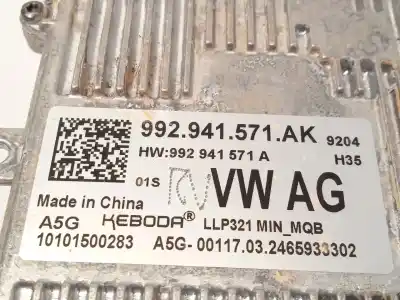 992.941.571.AK 9204
HW:992 941 571 A H35
01S VW AG
Made in China
A5G KEBODA® LLP321 MIN_MQB
10101500283 A5G-00117.03.2465933302